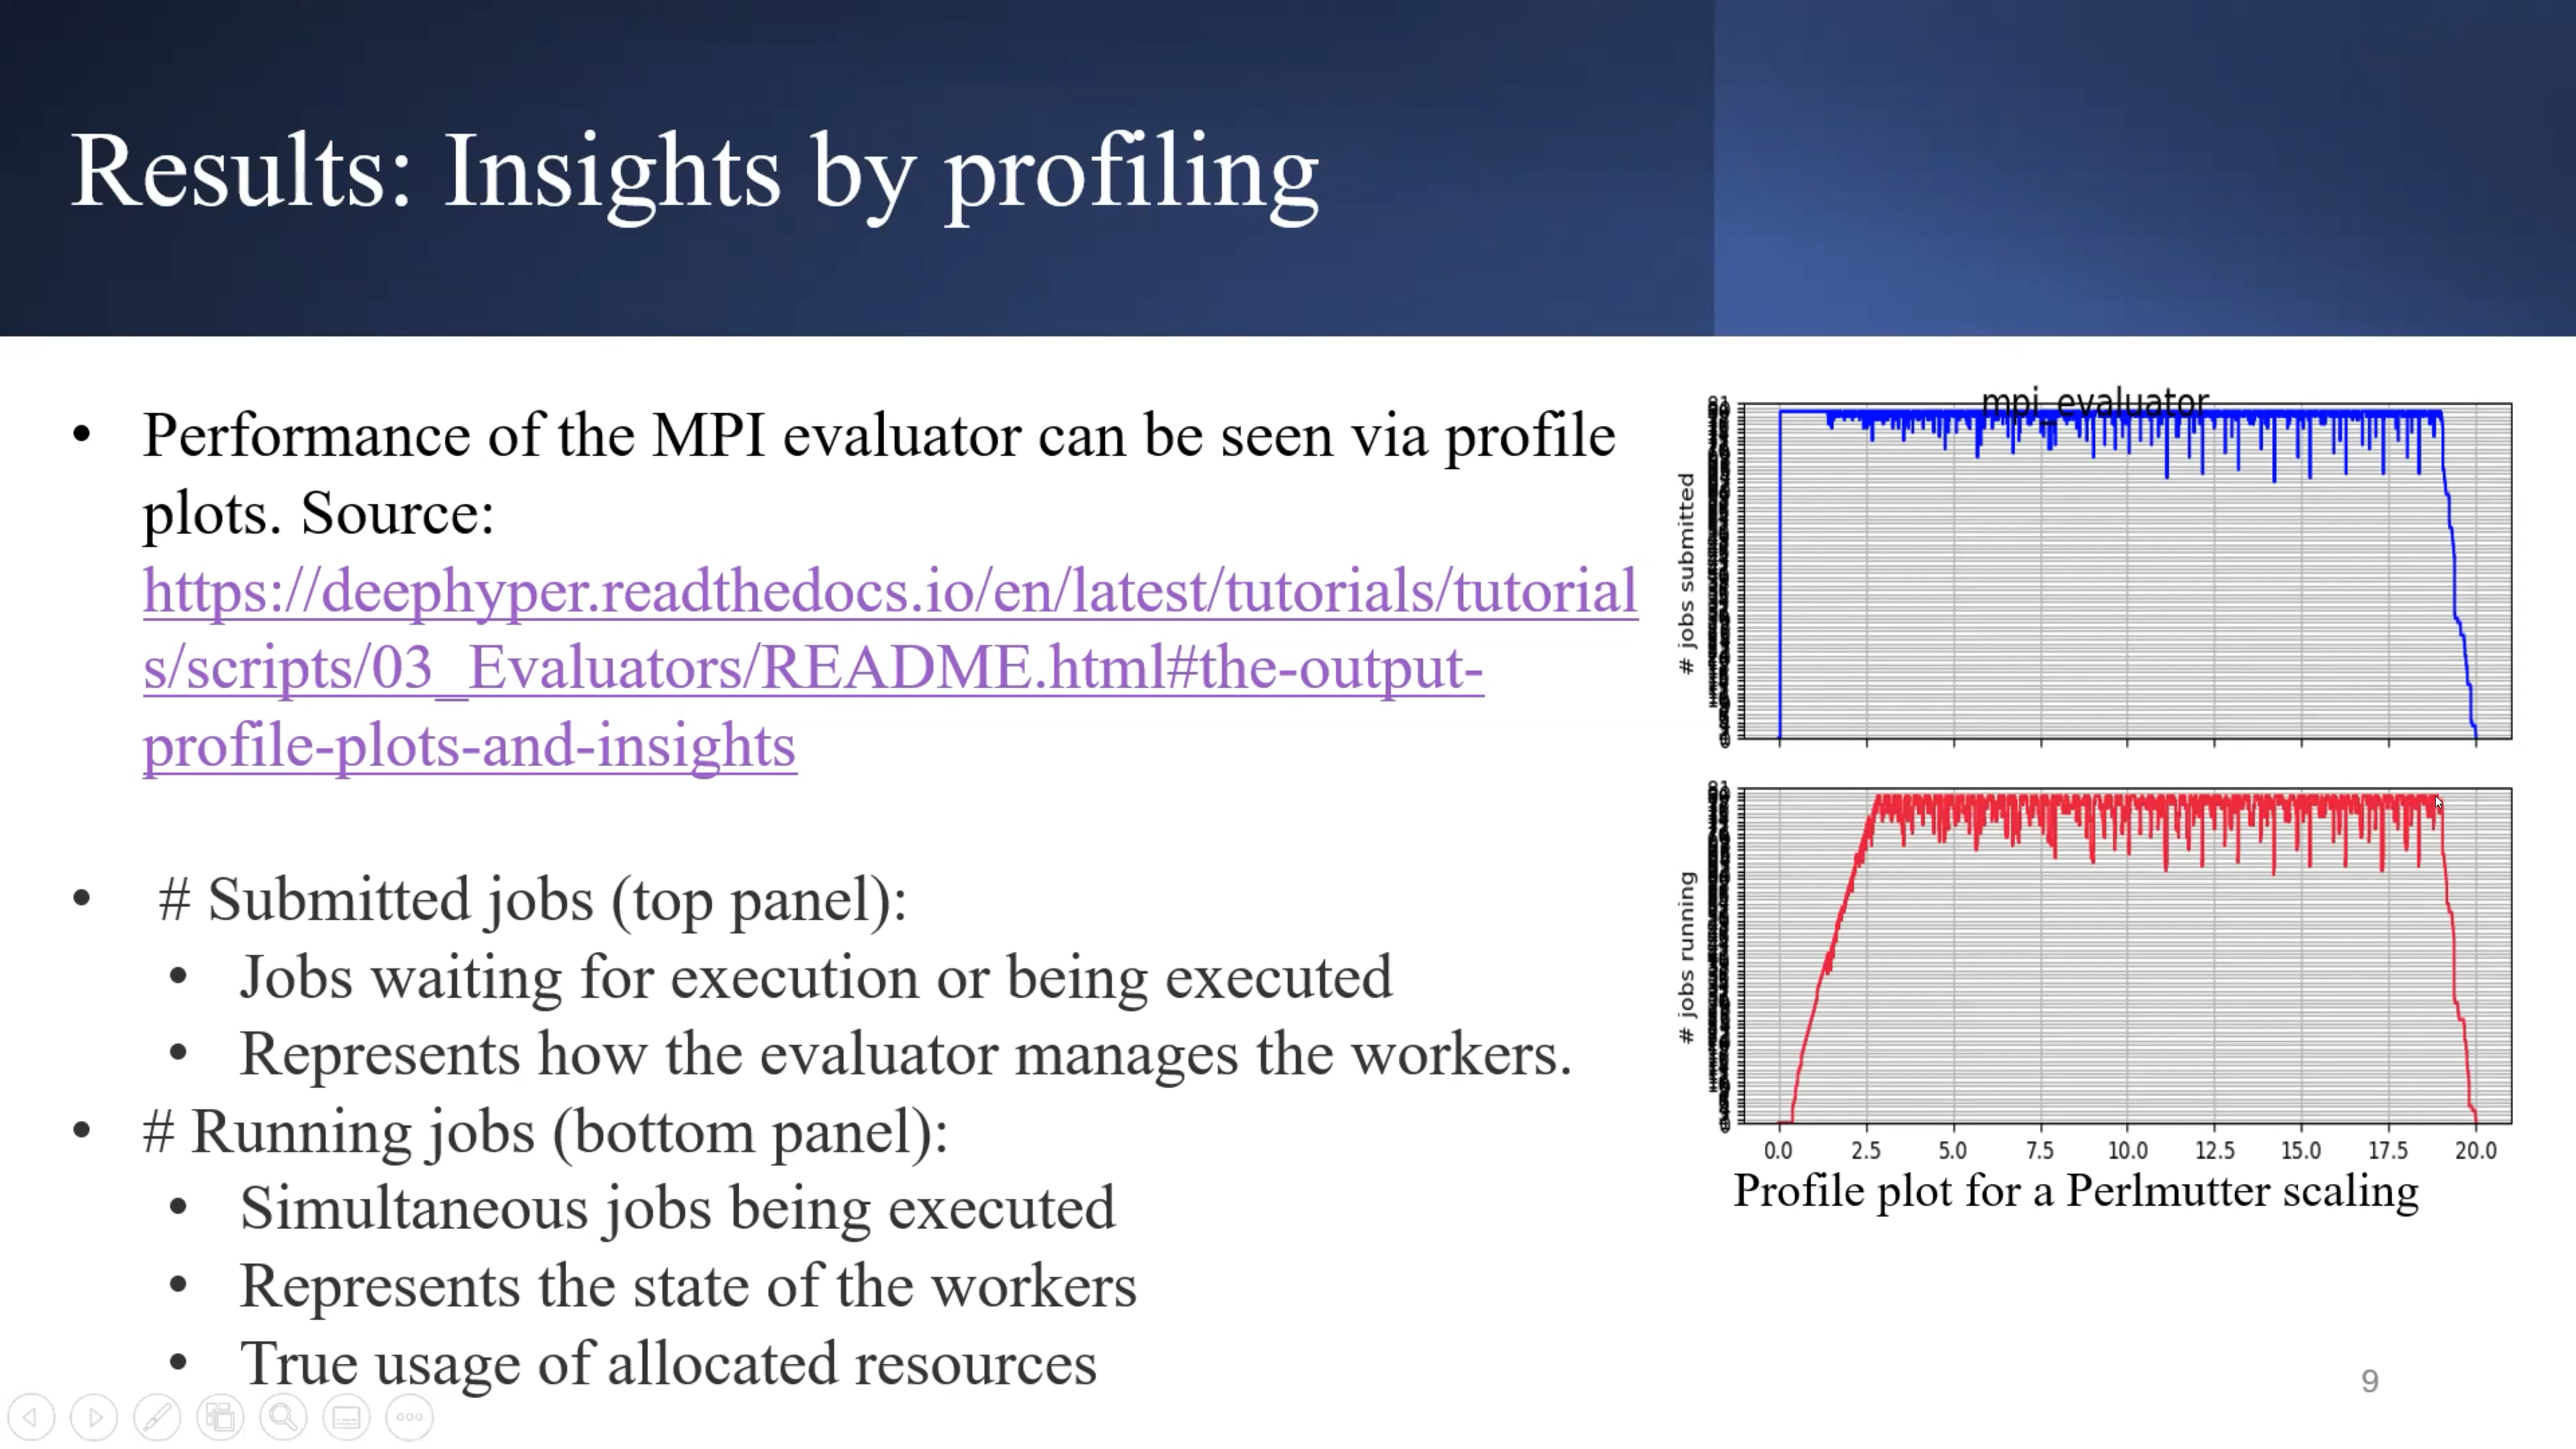 Results: Insights by profiling
• Performance of the MPI evaluator can be seen via profile
plots. Source:
https://deephyper.readthedocs.io/en/latest/tutorials/tutorial
s/scripts/03_Evaluators/README.html#the-output-
profile-plots-and-insights
• # Submitted jobs (top panel):
• Jobs waiting for execution or being executed
• Represents how the evaluator manages the workers.
• # Running jobs (bottom panel):
• Simultaneous jobs being executed
• Represents the state of the workers
• True usage of allocated resources
mpi_evaluator
# jobs submitted
# jobs running
0.0 2.5 5.0 7.5 10.0 12.5 15.0 17.5 20.0
Profile plot for a Perlmutter scaling
9